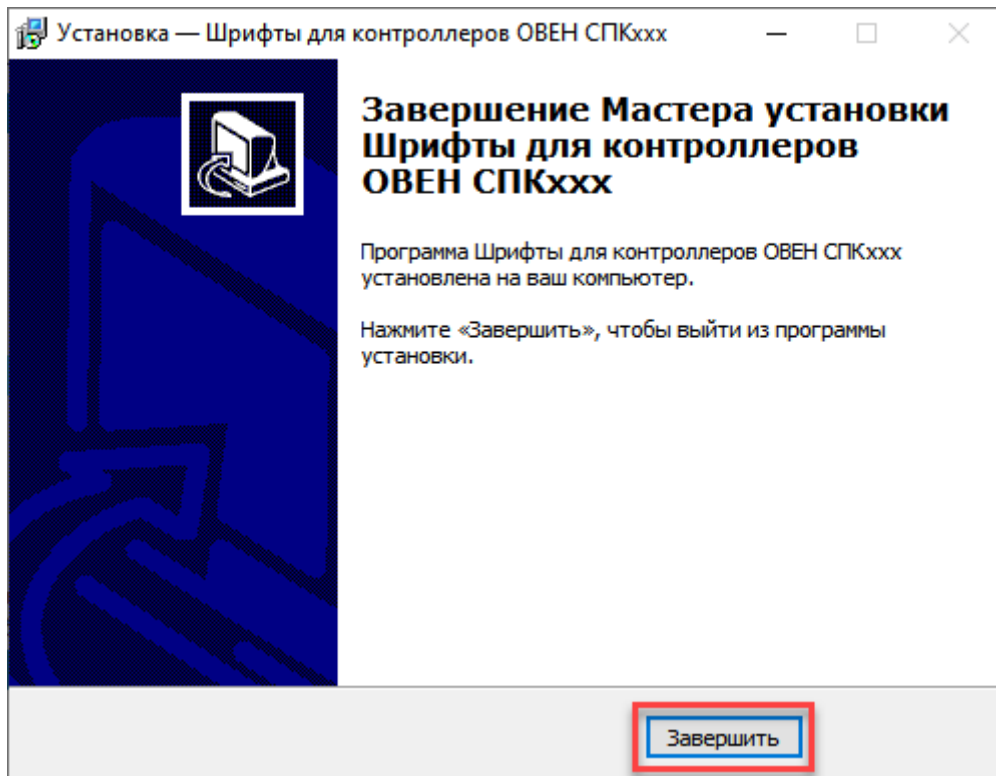 Установка — Шрифты для контроллеров ОВЕН СПКxxx
Завершение Мастера установки
Шрифты для контроллеров
ОВЕН СПКxxx
Программа Шрифты для контроллеров ОВЕН СПКxxx
установлена на ваш компьютер.
Нажмите «Завершить», чтобы выйти из программы
установки.
Завершить